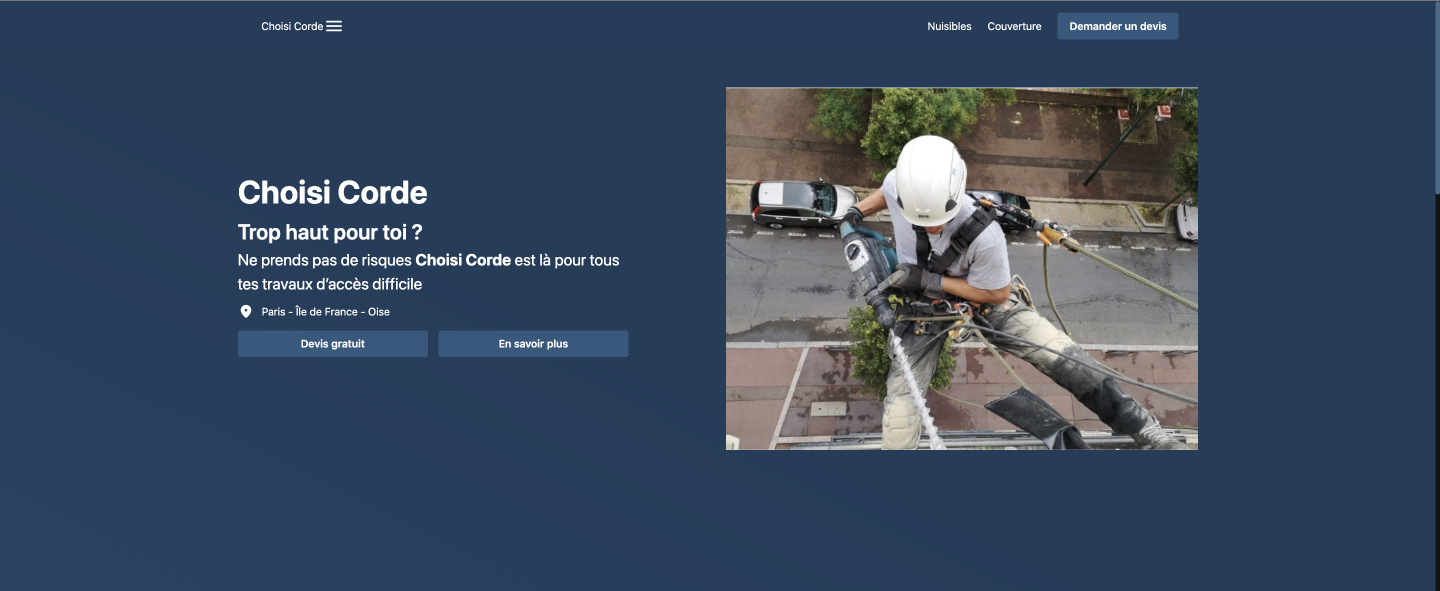 Choisi Corde
Nuisibles
Couverture
Demander un devis
Choisi Corde
Trop haut pour toi ?
Ne prends pas de risques Choisi Corde est là pour tous
tes travaux d’accès difficile
Paris - Île de France - Oise
Devis gratuit
En savoir plus